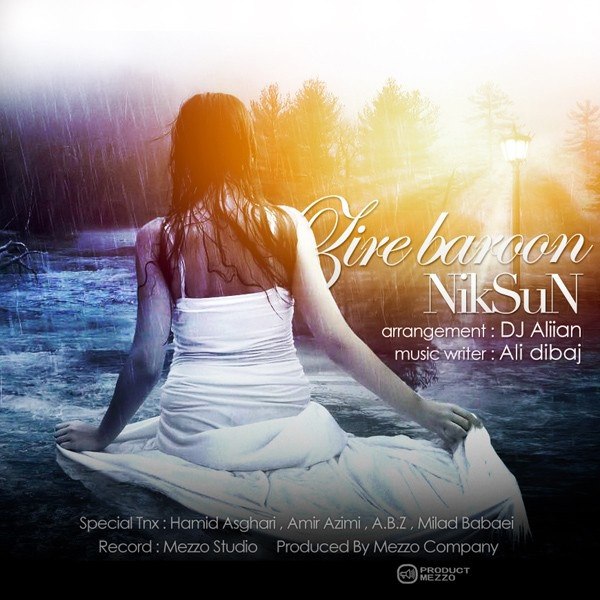 Zire baroon
NikSuN
arrangement : DJ Aliian
music writer : Ali dibaj
Special Tnx : Hamid Asghari , Amir Azimi , A.B.Z , Milad Babaei
Record : Mezzo Studio Produced By Mezzo Company
PRODUCT
MEZZO